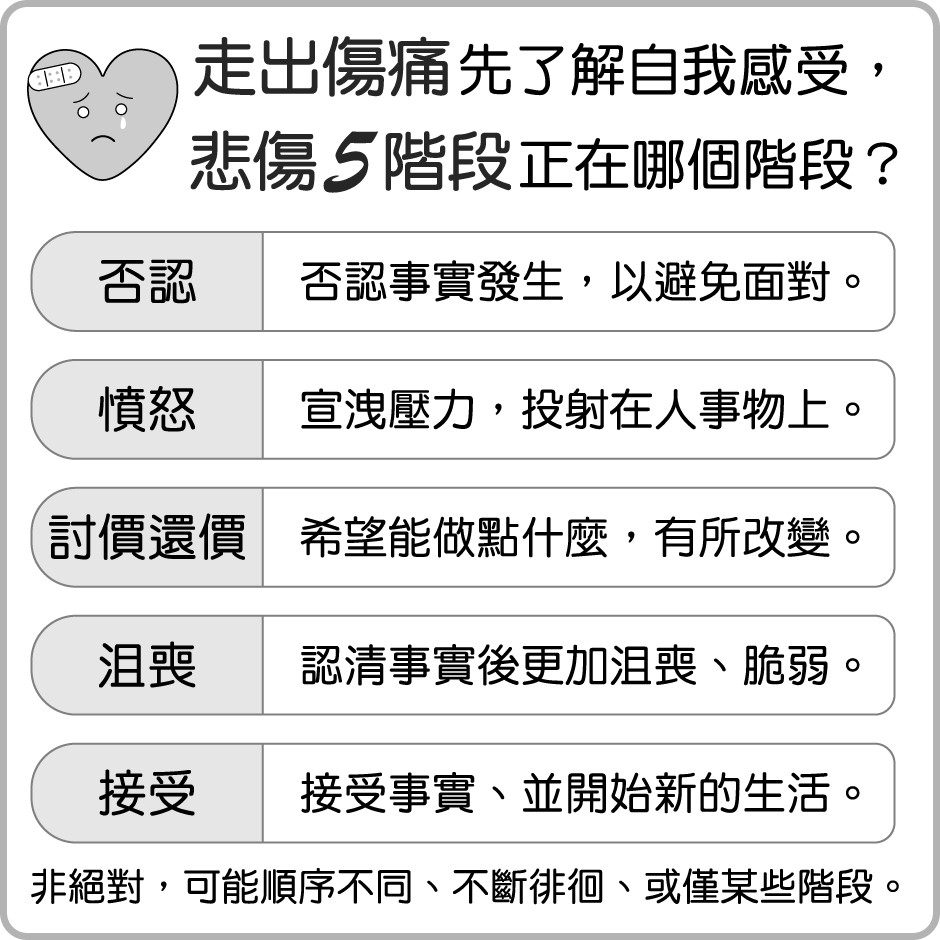 走出傷痛先了解自我感受，
悲傷5階段正在哪個階段？
否認
否認事實發生，以避免面對。
憤怒
宣洩壓力，投射在人事物上。
討價還價
希望能做點什麼，有所改變。
沮喪
認清事實後更加沮喪、脆弱。
接受
接受事實、並開始新的生活。
非絕對，可能順序不同、不斷徘徊、或僅某些階段。